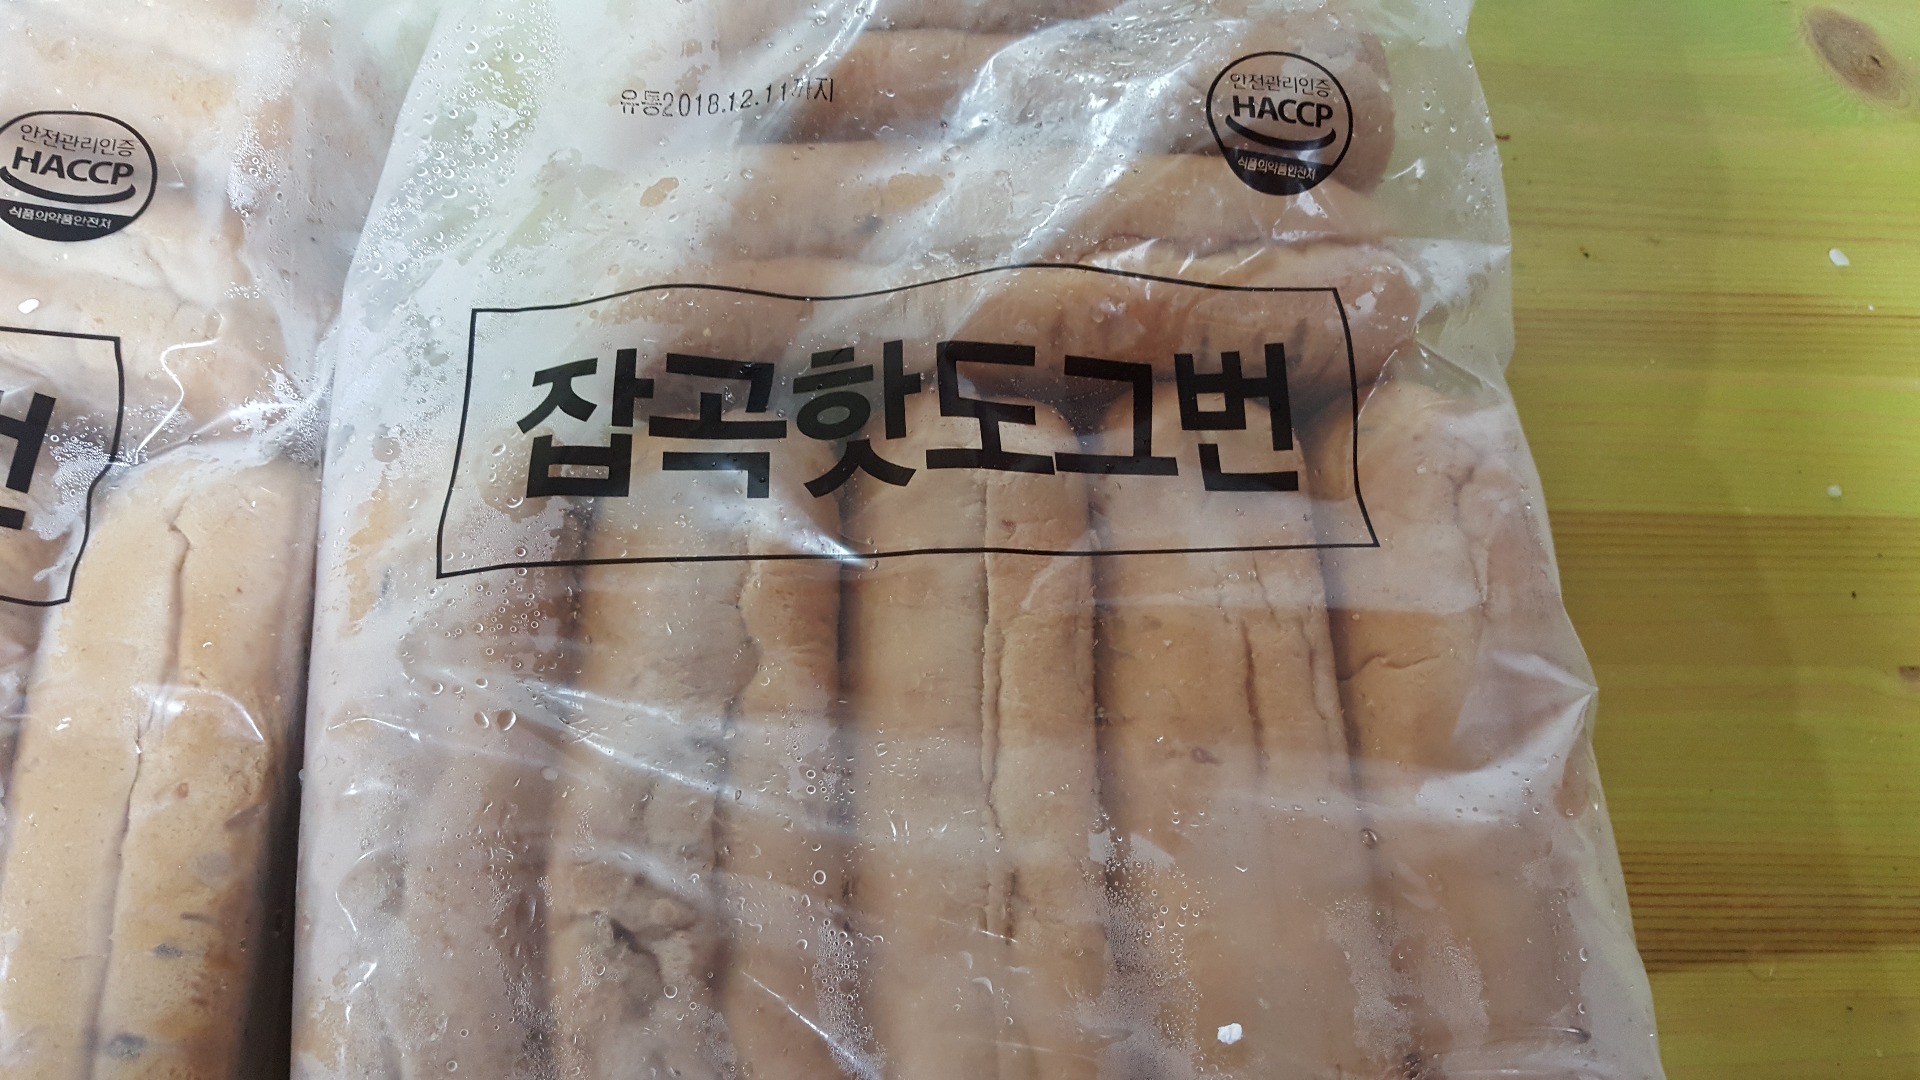 유통2018.12.11까지
안전관리인증
HACCP
식품의약품안전처
잡곡핫도그번
안전관리인증
HACCP
식품의약품안전처
번